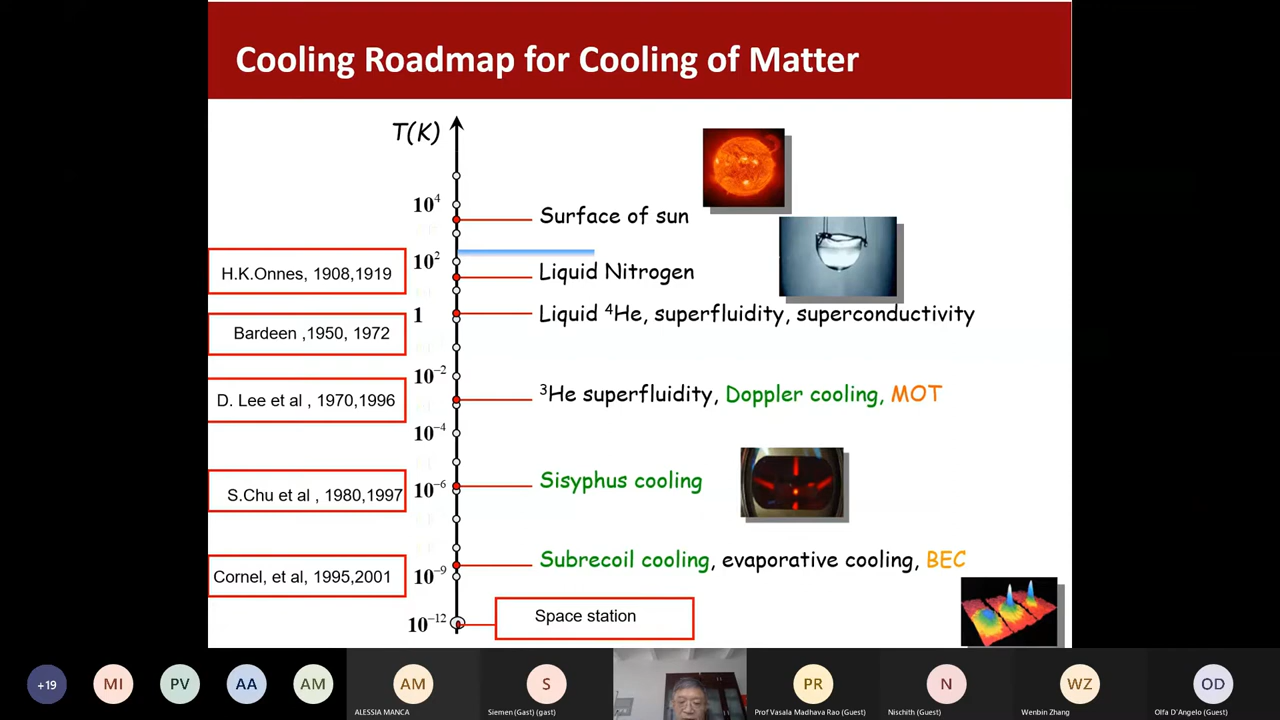 Cooling Roadmap for Cooling of Matter
T(K)
10⁴
Surface of sun
10²
H.K.Onnes, 1908,1919
Liquid Nitrogen
1
Liquid ⁴He, superfluidity, superconductivity
Bardeen ,1950, 1972
10⁻²
D. Lee et al , 1970,1996
³He superfluidity, Doppler cooling, MOT
10⁻⁴
Sisyphus cooling
S.Chu et al , 1980,1997
10⁻⁶
Subrecoil cooling, evaporative cooling, BEC
Cornel, et al, 1995,2001
10⁻⁹
Space station
10⁻¹²
+19
MI
PV
AA
AM
AM
S
PR
N
WZ
OD
ALESSIA MANCA
Siemen (Gast) (gast)
Prof Vasala Madhava Rao (Guest)
Nischith (Guest)
Wenbin Zhang
Olfa D'Angelo (Guest)